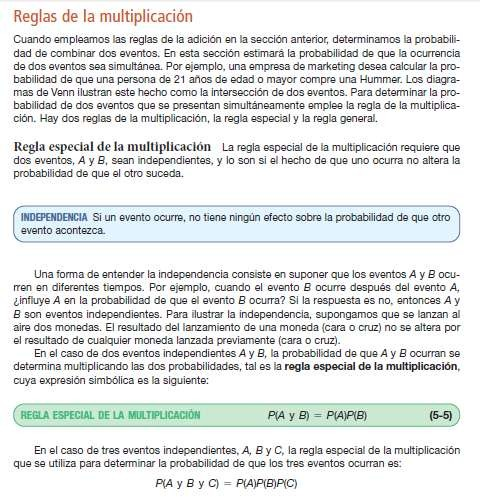 Reglas de la multiplicación
Cuando empleamos las reglas de la adición en la sección anterior, determinamos la probabili-
dad de combinar dos eventos. En esta sección estimará la probabilidad de que la ocurrencia
de dos eventos sea simultánea. Por ejemplo, una empresa de marketing desea calcular la pro-
babilidad de que una persona de 21 años de edad o mayor compre una Hummer. Los diagra-
mas de Venn ilustran este hecho como la intersección de dos eventos. Para determinar la pro-
babilidad de dos eventos que se presentan simultáneamente emplee la regla de la multiplica-
ción. Hay dos reglas de la multiplicación, la regla especial y la regla general.
Regla especial de la multiplicación La regla especial de la multiplicación requiere que
dos eventos, A y B, sean independientes, y lo son si el hecho de que uno ocurra no altera la
probabilidad de que el otro suceda.
INDEPENDENCIA Si un evento ocurre, no tiene ningún efecto sobre la probabilidad de que otro
evento acontezca.
Una forma de entender la independencia consiste en suponer que los eventos A y B ocu-
rren en diferentes tiempos. Por ejemplo, cuando el evento B ocurre después del evento A,
¿influye A en la probabilidad de que el evento B ocurra? Si la respuesta es no, entonces A y
B son eventos independientes. Para ilustrar la independencia, supongamos que se lanzan al
aire dos monedas. El resultado del lanzamiento de una moneda (cara o cruz) no se altera por
el resultado de cualquier moneda lanzada previamente (cara o cruz).
En el caso de dos eventos independientes A y B, la probabilidad de que A y B ocurran se
determina multiplicando las dos probabilidades, tal es la regla especial de la multiplicación,
cuya expresión simbólica es la siguiente:
REGLA ESPECIAL DE LA MULTIPLICACIÓN P(A y B) = P(A)P(B) (5-5)
En el caso de tres eventos independientes, A, B y C, la regla especial de la multiplicación
que se utiliza para determinar la probabilidad de que los tres eventos ocurran es:
P(A y B y C) = P(A)P(B)P(C)